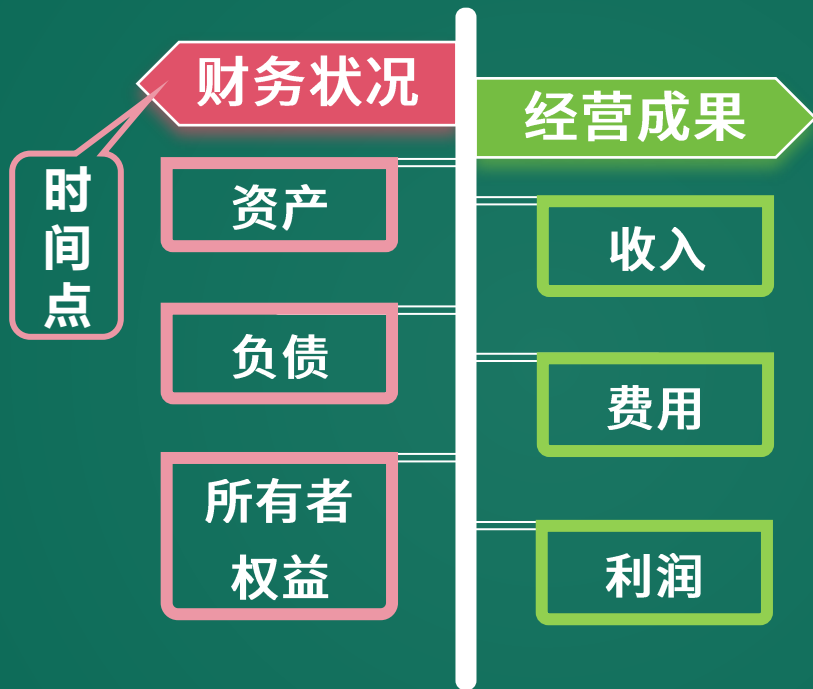 财务状况
时
间
点
资产
负债
所有者
权益
经营成果
收入
费用
利润